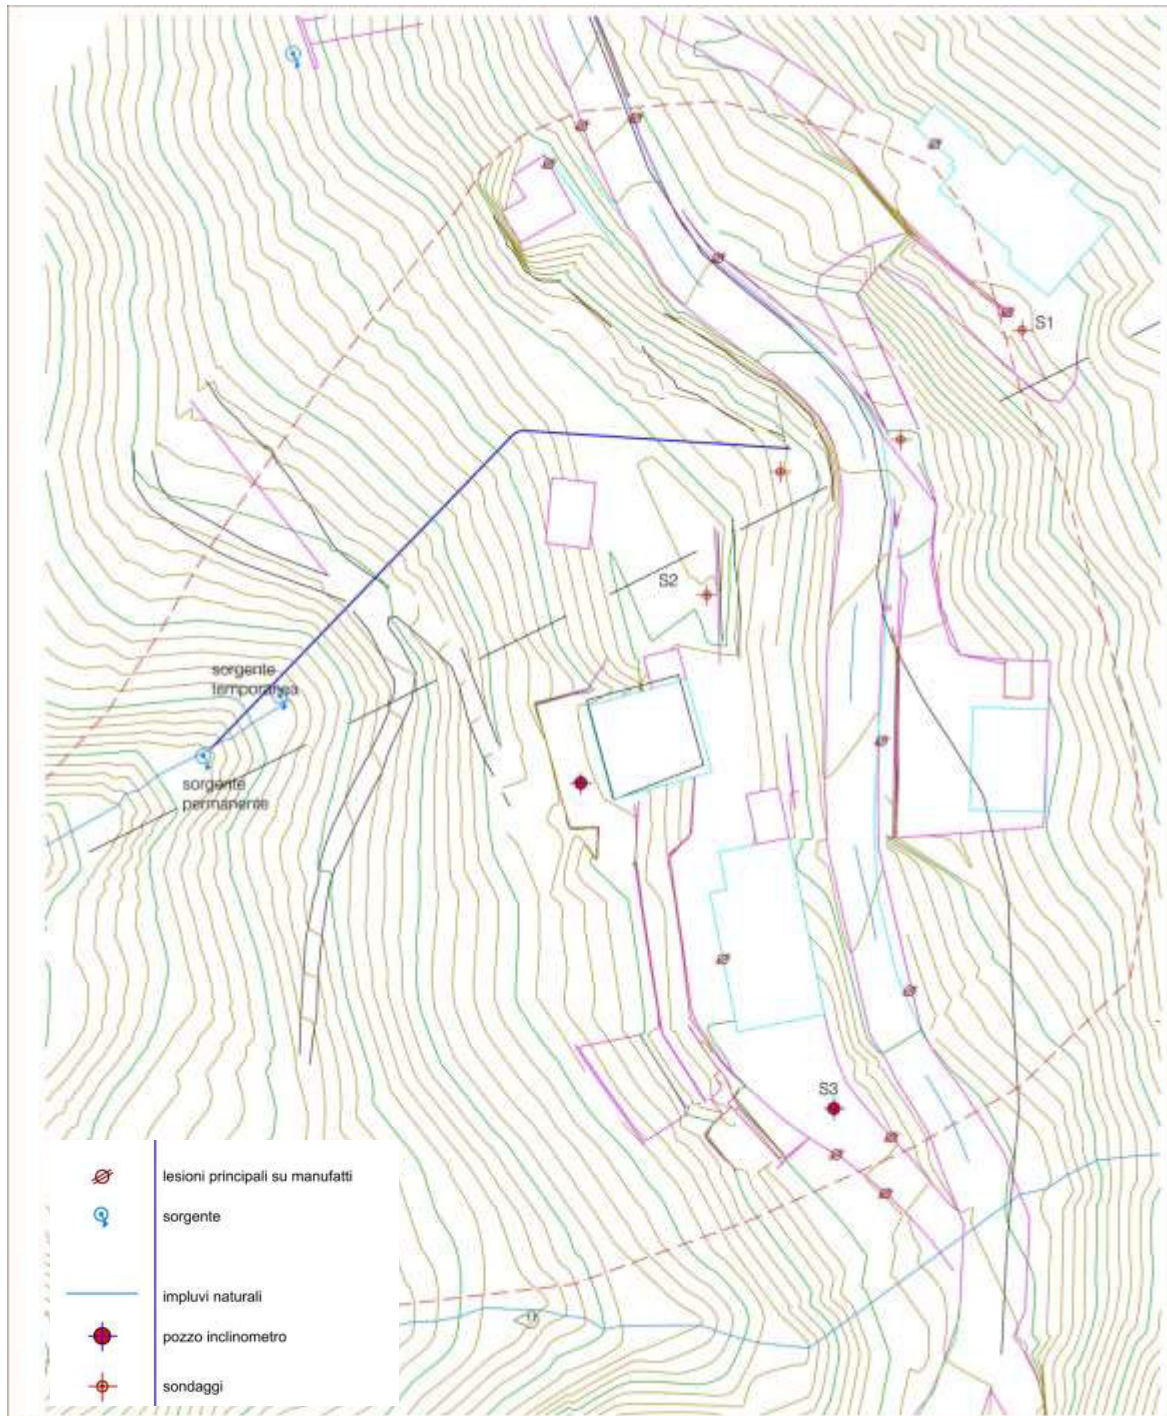 S1
S2
sorgente
temporanea
sorgente
permanente
S3
lesioni principali su manufatti
sorgente
impluvi naturali
pozzo inclinometro
sondaggi